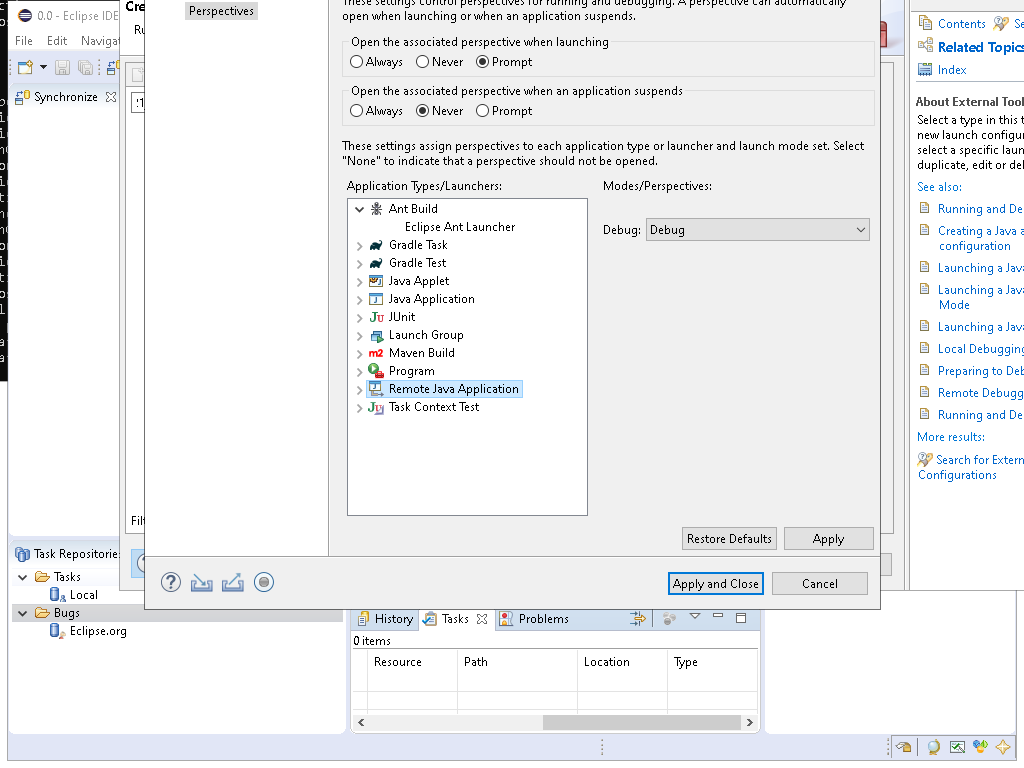 0.0 - Eclipse IDE
File Edit Navigat
Synchronize
Cre
Ru
Perspectives
These settings control perspectives for running and debugging. A perspective can automatically
open when launching or when an application suspends.
Open the associated perspective when launching
Always Never Prompt
Open the associated perspective when an application suspends
Always Never Prompt
These settings assign perspectives to each application type or launcher and launch mode set. Select
"None" to indicate that a perspective should not be opened.
Application Types/Launchers:
Modes/Perspectives:
Ant Build
Eclipse Ant Launcher
Gradle Task
Gradle Test
Java Applet
Java Application
JUnit
Launch Group
Maven Build
Program
Remote Java Application
Task Context Test
Debug: Debug
Restore Defaults
Apply
Apply and Close
Cancel
Filt
Contents
Se
Related Topics
Index
About External Tool
Select a type in this t
new launch configur
select a specific laun
duplicate, edit or del
See also:
Running and De
Creating a Java a
configuration
Launching a Java
Launching a Java
Mode
Launching a Java
Local Debugging
Preparing to Deb
Remote Debugg
Running and De
More results:
Search for Extern
Configurations
Task Repositorie
Tasks
Local
Bugs
Eclipse.org
History
Tasks
Problems
0 items
Resource Path Location Type